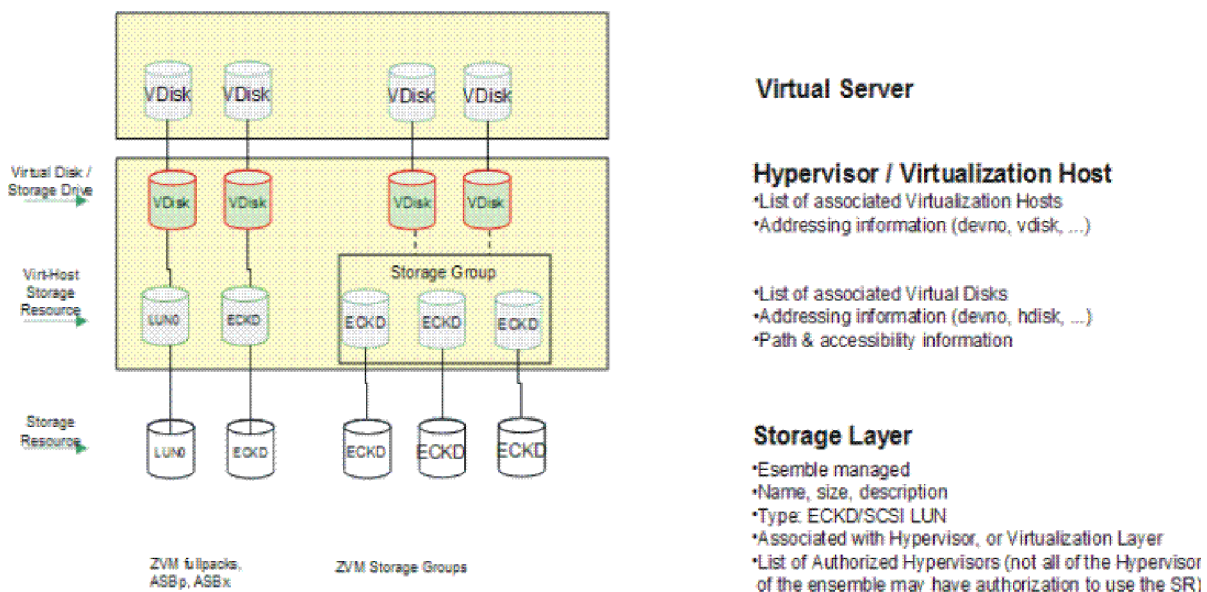 VDisk VDisk VDisk VDisk
Virtual Server
Virtual Disk /
Storage Drive
VDisk VDisk VDisk VDisk
Hypervisor / Virtualization Host
•List of associated Virtualization Hosts
•Addressing information (devno, vdisk, ...)
Virt-Host
Storage
Resource
Storage Group
LUN0 ECKD ECKD ECKD ECKD
•List of associated Virtual Disks
•Addressing information (devno, hdisk, ...)
•Path & accessibility information
Storage
Resource
LUN0 ECKD ECKD ECKD ECKD
Storage Layer
•Esemble managed
•Name, size, description
•Type: ECKD/SCSI LUN
•Associated with Hypervisor, or Virtualization Layer
•List of Authorized Hypervisors (not all of the Hypervisor
of the ensemble may have authorization to use the SR)
ZVM fullpacks,
ASBp, ASBx
ZVM Storage Groups